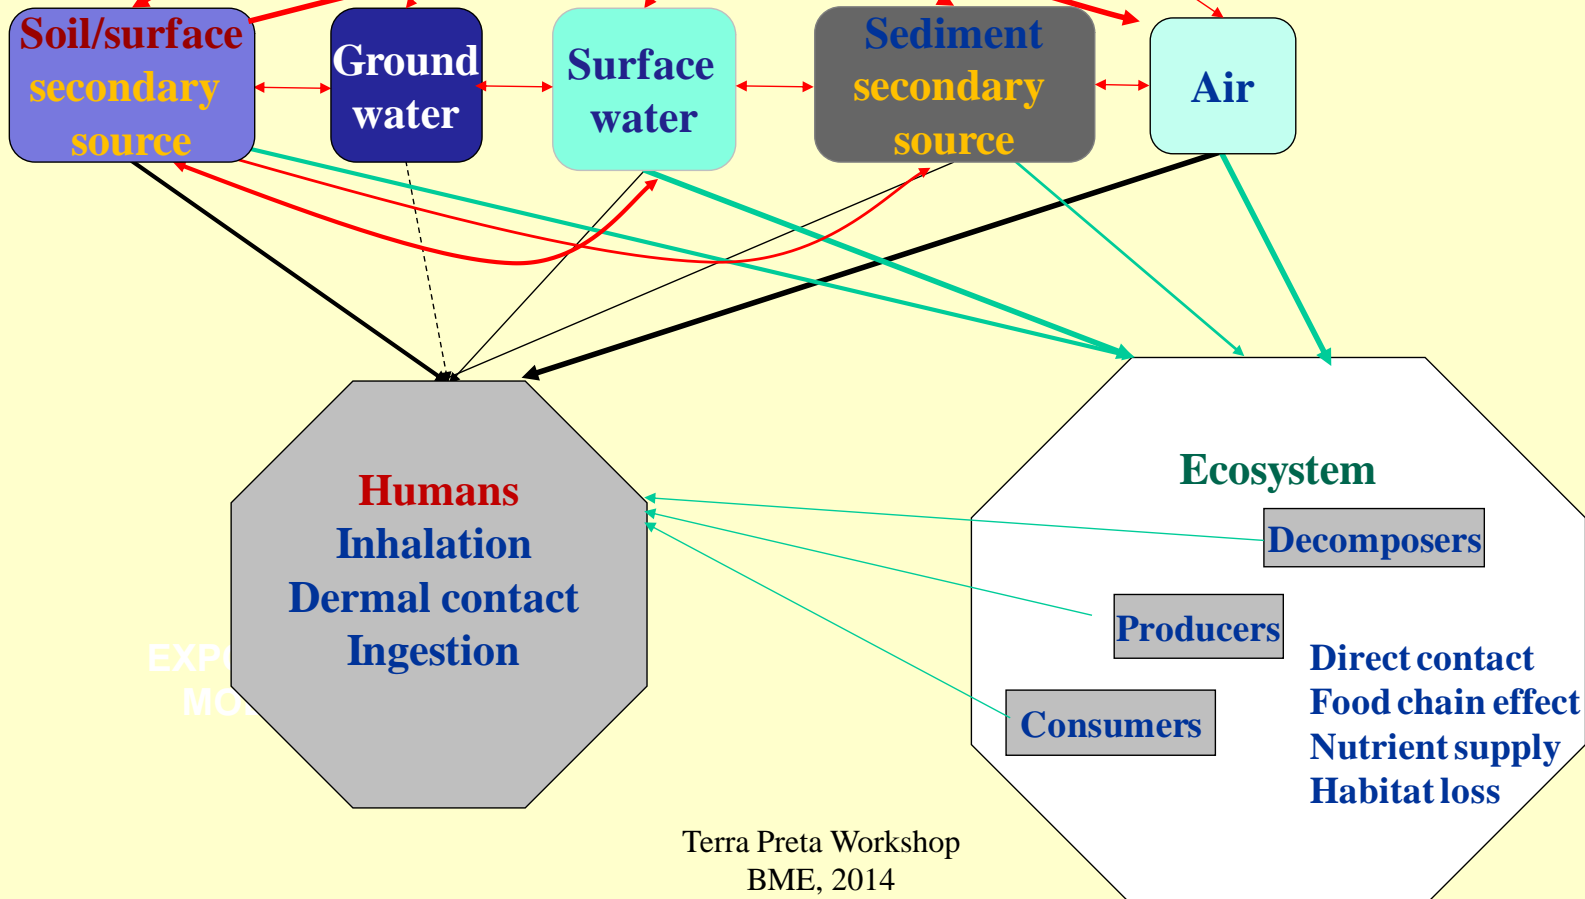 Soil/surface
secondary
source
Ground
water
Surface
water
Sediment
secondary
source
Air
Humans
Inhalation
Dermal contact
Ingestion
Ecosystem
Decomposers
Producers
Consumers
Direct contact
Food chain effect
Nutrient supply
Habitat loss
Terra Preta Workshop
BME, 2014